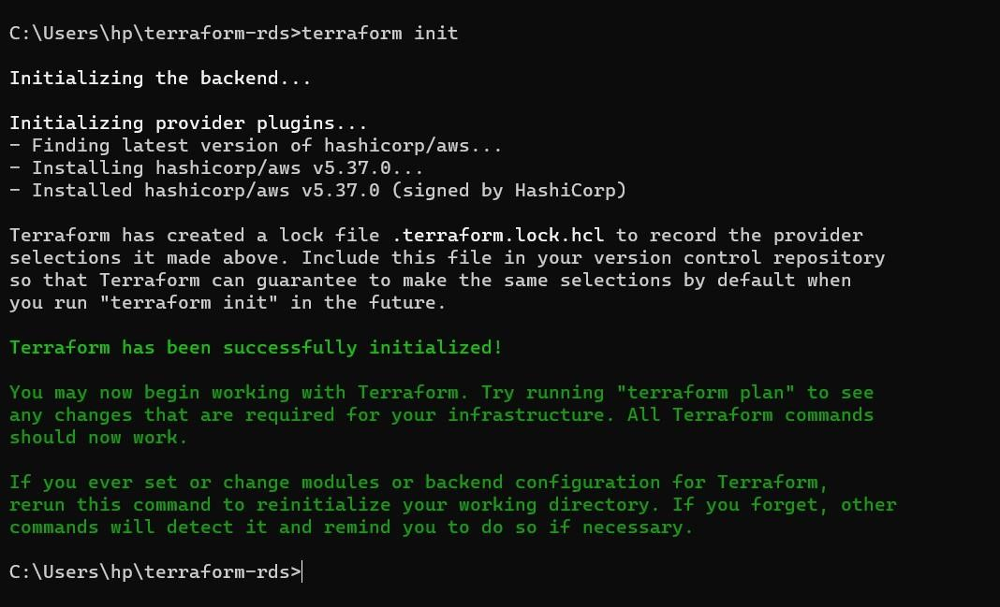 C:\Users\hp\terraform-rds>terraform init
Initializing the backend...
Initializing provider plugins...
- Finding latest version of hashicorp/aws...
- Installing hashicorp/aws v5.37.0...
- Installed hashicorp/aws v5.37.0 (signed by HashiCorp)
Terraform has created a lock file .terraform.lock.hcl to record the provider
selections it made above. Include this file in your version control repository
so that Terraform can guarantee to make the same selections by default when
you run "terraform init" in the future.
Terraform has been successfully initialized!
You may now begin working with Terraform. Try running "terraform plan" to see
any changes that are required for your infrastructure. All Terraform commands
should now work.
If you ever set or change modules or backend configuration for Terraform,
rerun this command to reinitialize your working directory. If you forget, other
commands will detect it and remind you to do so if necessary.
C:\Users\hp\terraform-rds>